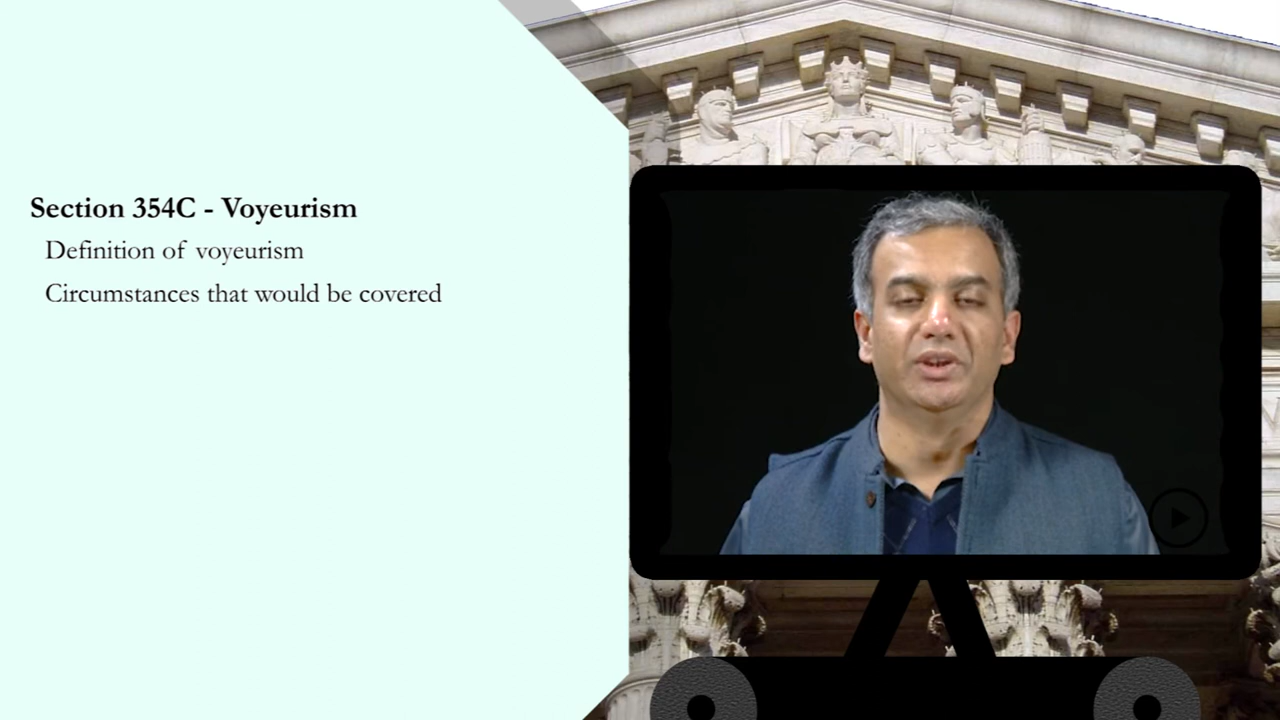 Section 354C - Voyeurism
Definition of voyeurism
Circumstances that would be covered